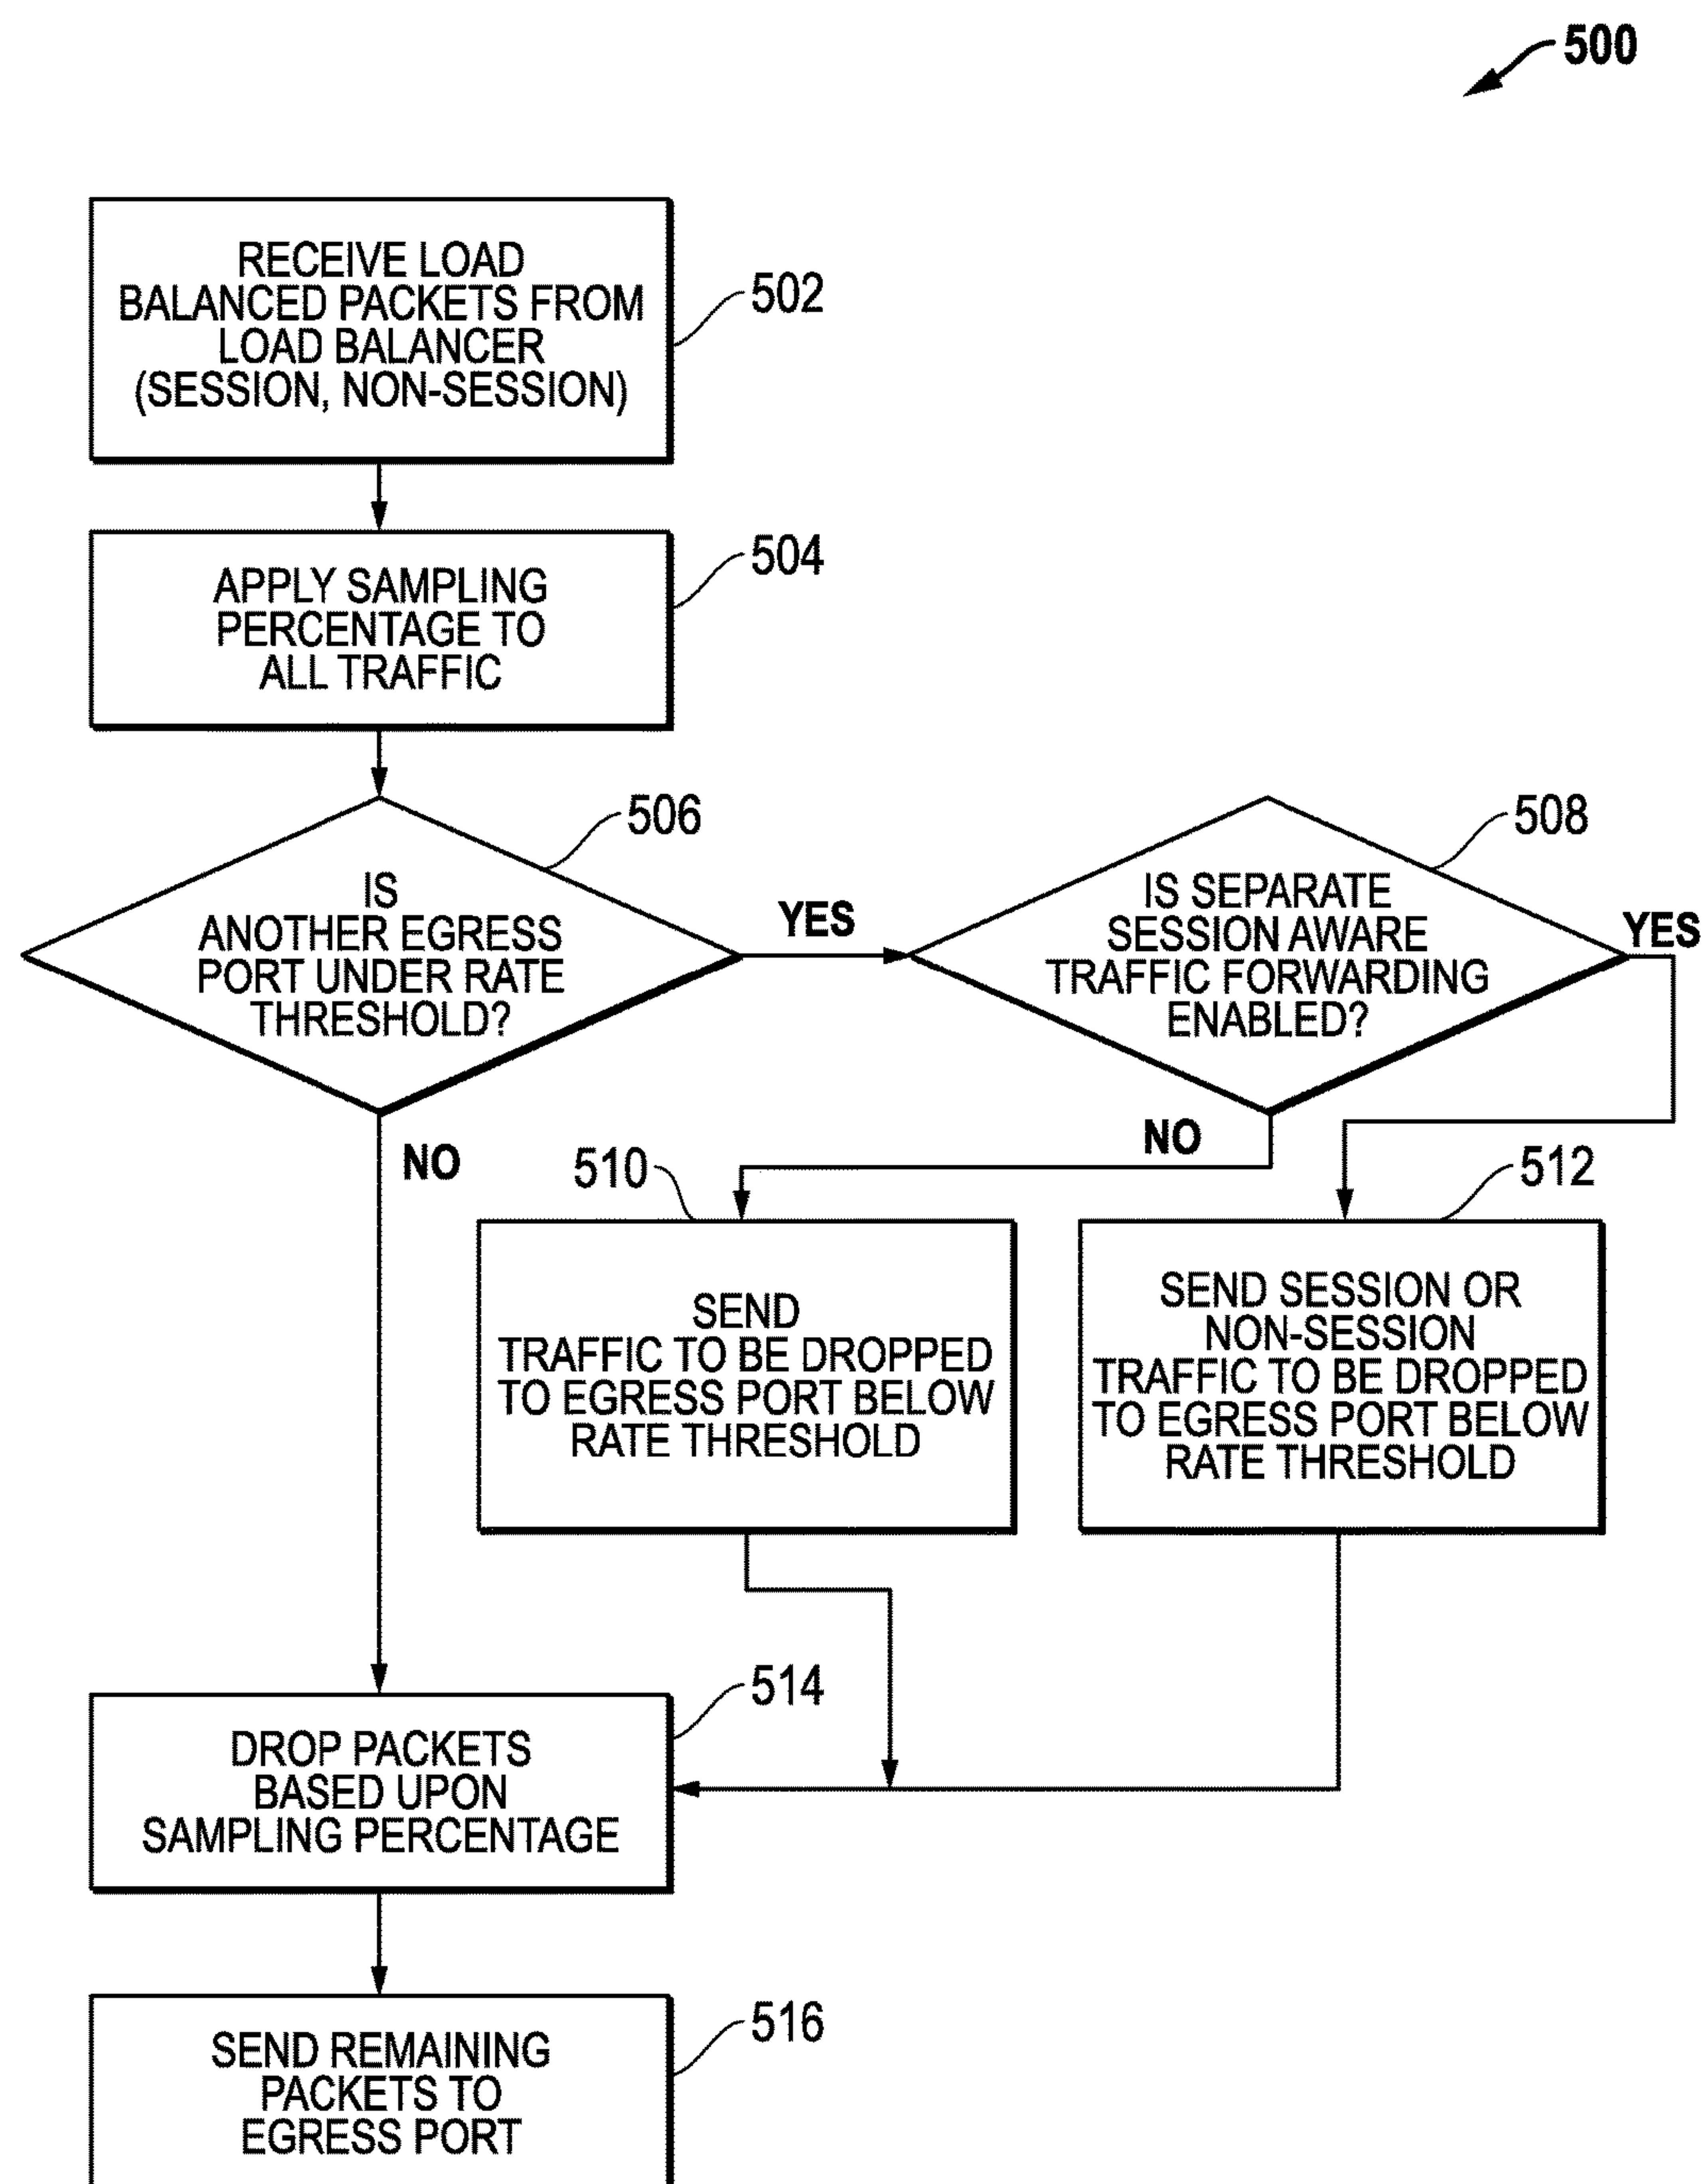 500
RECEIVE LOAD
BALANCED PACKETS FROM
LOAD BALANCER
(SESSION, NON-SESSION)
502
APPLY SAMPLING
PERCENTAGE TO
ALL TRAFFIC
504
IS
ANOTHER EGRESS
PORT UNDER RATE
THRESHOLD?
506
YES
NO
IS SEPARATE
SESSION AWARE
TRAFFIC FORWARDING
ENABLED?
508
YES
NO
510
SEND
TRAFFIC TO BE DROPPED
TO EGRESS PORT BELOW
RATE THRESHOLD
512
SEND SESSION OR
NON-SESSION
TRAFFIC TO BE DROPPED
TO EGRESS PORT BELOW
RATE THRESHOLD
514
DROP PACKETS
BASED UPON
SAMPLING PERCENTAGE
516
SEND REMAINING
PACKETS TO
EGRESS PORT